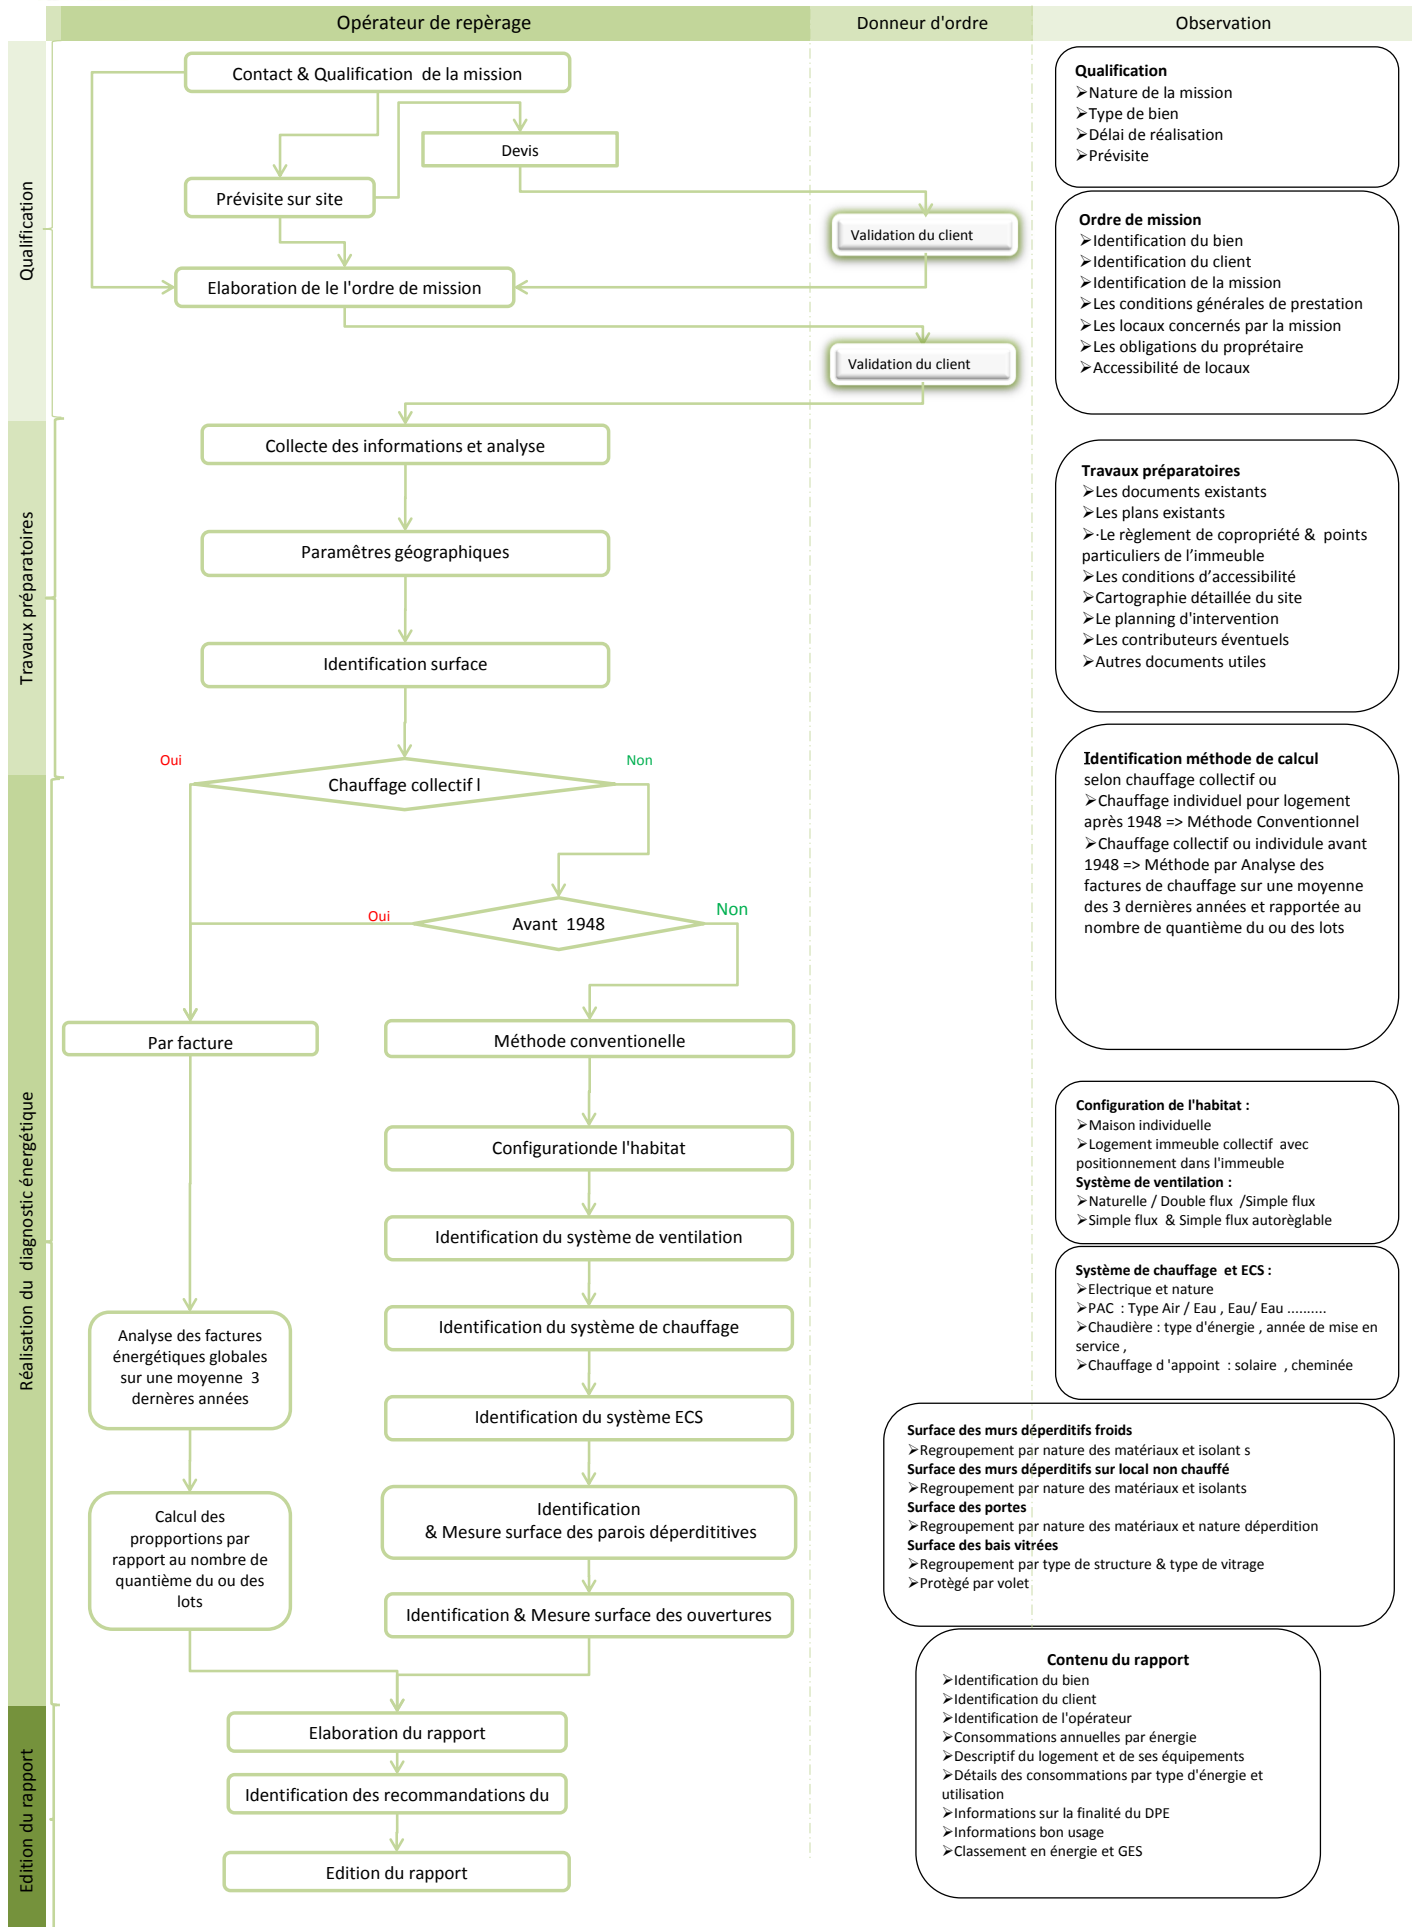 Opérateur de repèrage
Donneur d'ordre
Observation
Qualification
Contact & Qualification de la mission
Devis
Prévisite sur site
Validation du client
Elaboration de le l'ordre de mission
Validation du client
Qualification
➢Nature de la mission
➢Type de bien
➢Délai de réalisation
➢Prévisite
Ordre de mission
➢Identification du bien
➢Identification du client
➢Identification de la mission
➢Les conditions générales de prestation
➢Les locaux concernés par la mission
➢Les obligations du proprétaire
➢Accessibilité de locaux
Travaux préparatoires
Collecte des informations et analyse
Paramêtres géographiques
Identification surface
Travaux préparatoires
➢Les documents existants
➢Les plans existants
➢·Le règlement de copropriété & points
particuliers de l’immeuble
➢Les conditions d’accessibilité
➢Cartographie détaillée du site
➢Le planning d'intervention
➢Les contributeurs éventuels
➢Autres documents utiles
Réalisation du diagnostic énergétique
Oui
Non
Chauffage collectif l
Oui
Non
Avant 1948
Identification méthode de calcul
selon chauffage collectif ou
➢Chauffage individuel pour logement
après 1948 => Méthode Conventionnel
➢Chauffage collectif ou individule avant
1948 => Méthode par Analyse des
factures de chauffage sur une moyenne
des 3 dernières années et rapportée au
nombre de quantième du ou des lots
Par facture
Méthode conventionelle
Configurationde l'habitat
Identification du système de ventilation
Identification du système de chauffage
Identification du système ECS
Identification
& Mesure surface des parois déperdititives
Identification & Mesure surface des ouvertures
Analyse des factures
énergétiques globales
sur une moyenne 3
dernères années
Calcul des
proportions par
rapport au nombre de
quantième du ou des
lots
Configuration de l'habitat :
➢Maison individuelle
➢Logement immeuble collectif avec
positionnement dans l'immeuble
Système de ventilation :
➢Naturelle / Double flux /Simple flux
➢Simple flux & Simple flux autorèglable
Système de chauffage et ECS :
➢Electrique et nature
➢PAC : Type Air / Eau , Eau/ Eau ..........
➢Chaudière : type d'énergie , année de mise en
service ,
➢Chauffage d 'appoint : solaire , cheminée
Surface des murs déperditifs froids
➢Regroupement par nature des matériaux et isolant s
Surface des murs déperditifs sur local non chauffé
➢Regroupement par nature des matériaux et isolants
Surface des portes
➢Regroupement par nature des matériaux et nature déperdition
Surface des bais vitrées
➢Regroupement par type de structure & type de vitrage
➢Protègé par volet
Edition du rapport
Elaboration du rapport
Identification des recommandations du
Edition du rapport
Contenu du rapport
➢Identification du bien
➢Identification du client
➢Identification de l'opérateur
➢Consommations annuelles par énergie
➢Descriptif du logement et de ses équipements
➢Détails des consommations par type d'énergie et
utilisation
➢Informations sur la finalité du DPE
➢Informations bon usage
➢Classement en énergie et GES